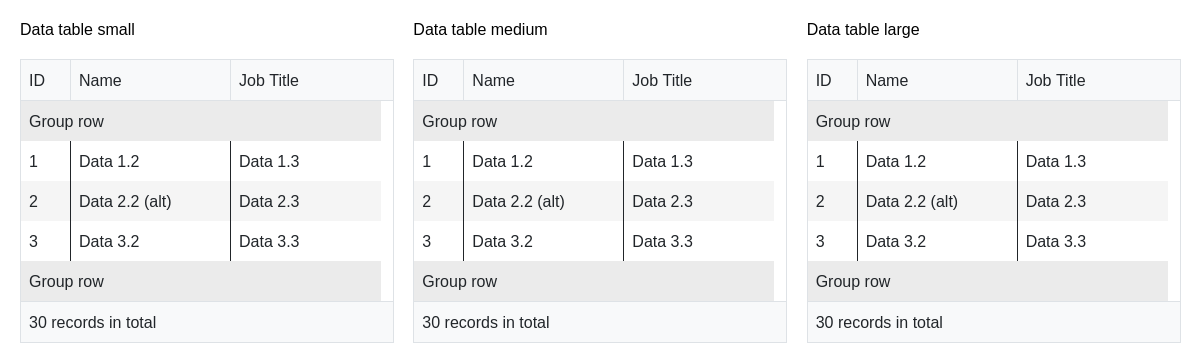 Data table small
ID Name Job Title
Group row
1 Data 1.2 Data 1.3
2 Data 2.2 (alt) Data 2.3
3 Data 3.2 Data 3.3
Group row
30 records in total
Data table medium
ID Name Job Title
Group row
1 Data 1.2 Data 1.3
2 Data 2.2 (alt) Data 2.3
3 Data 3.2 Data 3.3
Group row
30 records in total
Data table large
ID Name Job Title
Group row
1 Data 1.2 Data 1.3
2 Data 2.2 (alt) Data 2.3
3 Data 3.2 Data 3.3
Group row
30 records in total